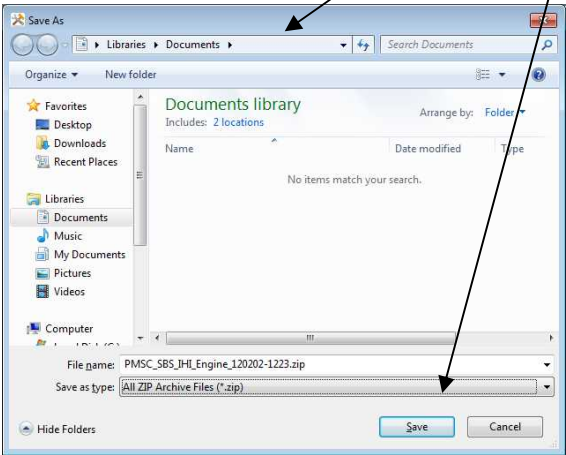 Save As
Libraries Documents
Search Documents
Organize New folder
Favorites
Desktop
Downloads
Recent Places
Libraries
Documents
Music
My Documents
Pictures
Videos
Computer
Documents library
Includes: 2 locations
Arrange by: Folder
Name Date modified Type
No items match your search.
File name: PMSC_SBS_IHI_Engine_120202-1223.zip
Save as type: All ZIP Archive Files (*.zip)
Hide Folders
Save Cancel